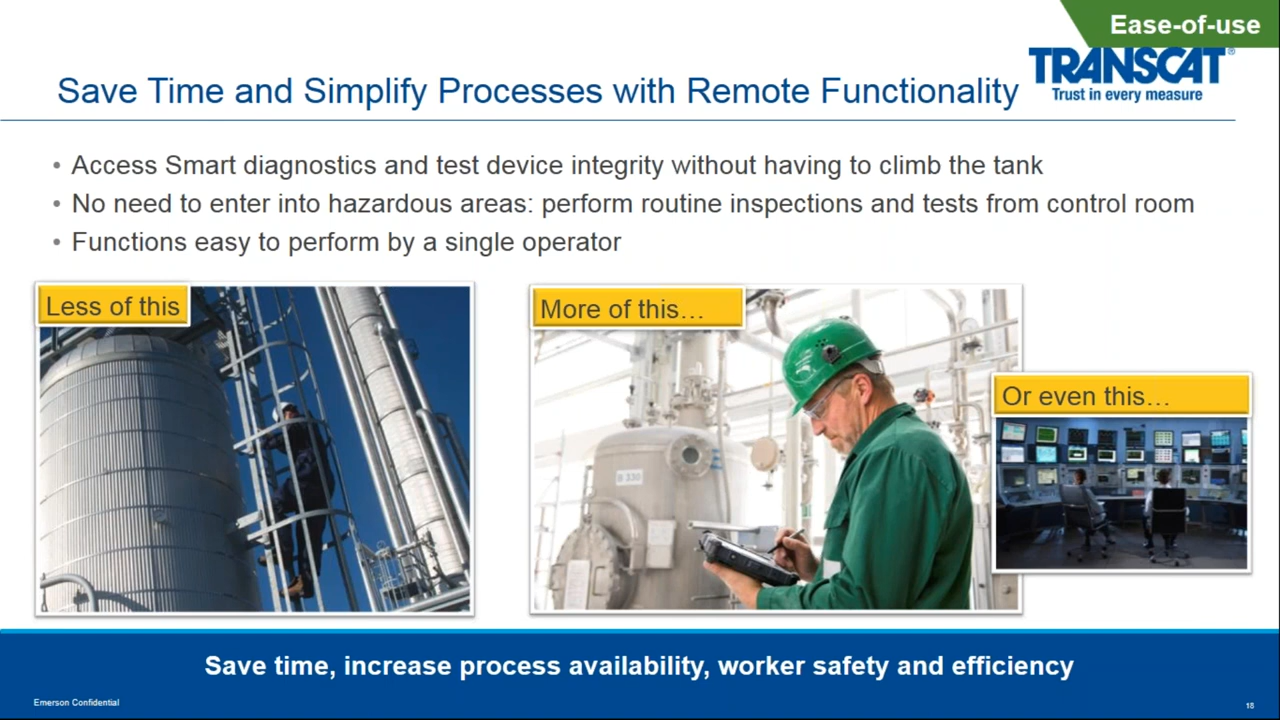 Ease-of-use
TRANSCAT®
Trust in every measure
Save Time and Simplify Processes with Remote Functionality
• Access Smart diagnostics and test device integrity without having to climb the tank
• No need to enter into hazardous areas: perform routine inspections and tests from control room
• Functions easy to perform by a single operator
Less of this
More of this…
Or even this…
B 330
Save time, increase process availability, worker safety and efficiency
Emerson Confidential
18